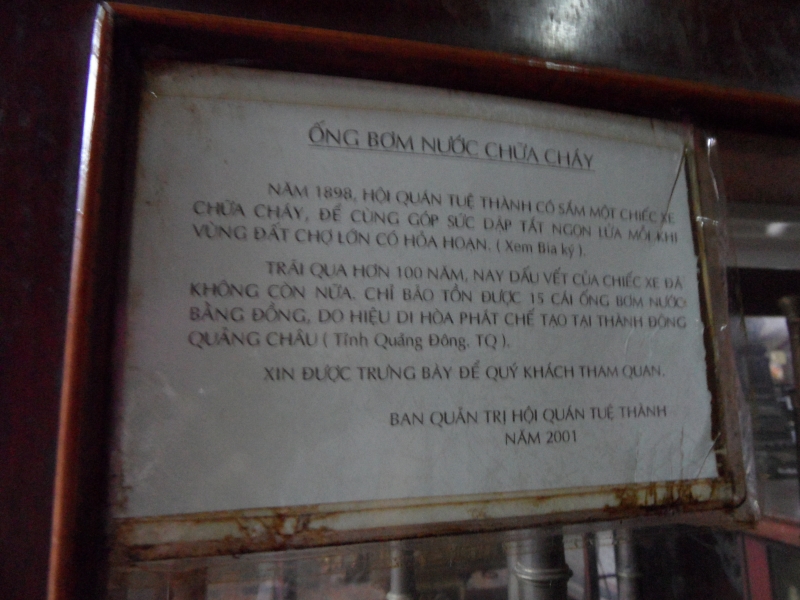 ỐNG BƠM NƯỚC CHỮA CHÁY
NĂM 1898, HỘI QUÁN TUỆ THÀNH CÓ SẮM MỘT CHIẾC XE
CHỮA CHÁY, ĐỂ CÙNG GÓP SỨC DẬP TẮT NGỌN LỬA MỖI KHI
VÙNG ĐẤT CHỢ LỚN CÓ HỎA HOẠN. ( Xem Bia ký ).
TRẢI QUA HƠN 100 NĂM, NAY DẤU VẾT CỦA CHIẾC XE ĐÃ
KHÔNG CÒN NỮA. CHỈ BẢO TỒN ĐƯỢC 15 CÁI ỐNG BƠM NƯỚC
BẰNG ĐỒNG, DO HIỆU DI HÒA PHÁT CHẾ TẠO TẠI THÀNH ĐÔNG
QUẢNG CHÂU ( Tỉnh Quảng Đông. TQ ).
XIN ĐƯỢC TRƯNG BÀY ĐỂ QUÝ KHÁCH THAM QUAN.
BAN QUẢN TRỊ HỘI QUÁN TUỆ THÀNH
NĂM 2001